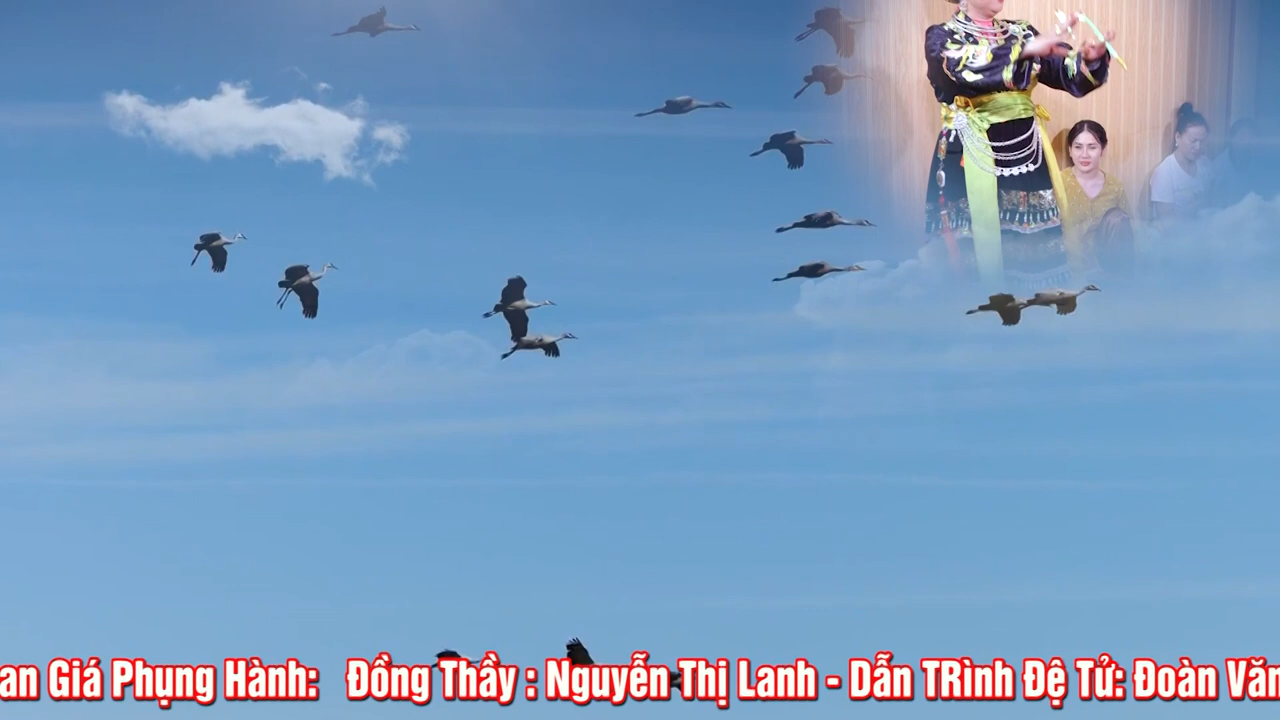 an Giá Phụng Hành: Đồng Thầy : Nguyễn Thị Lanh - Dẫn TRình Đệ Tử: Đoàn Văn